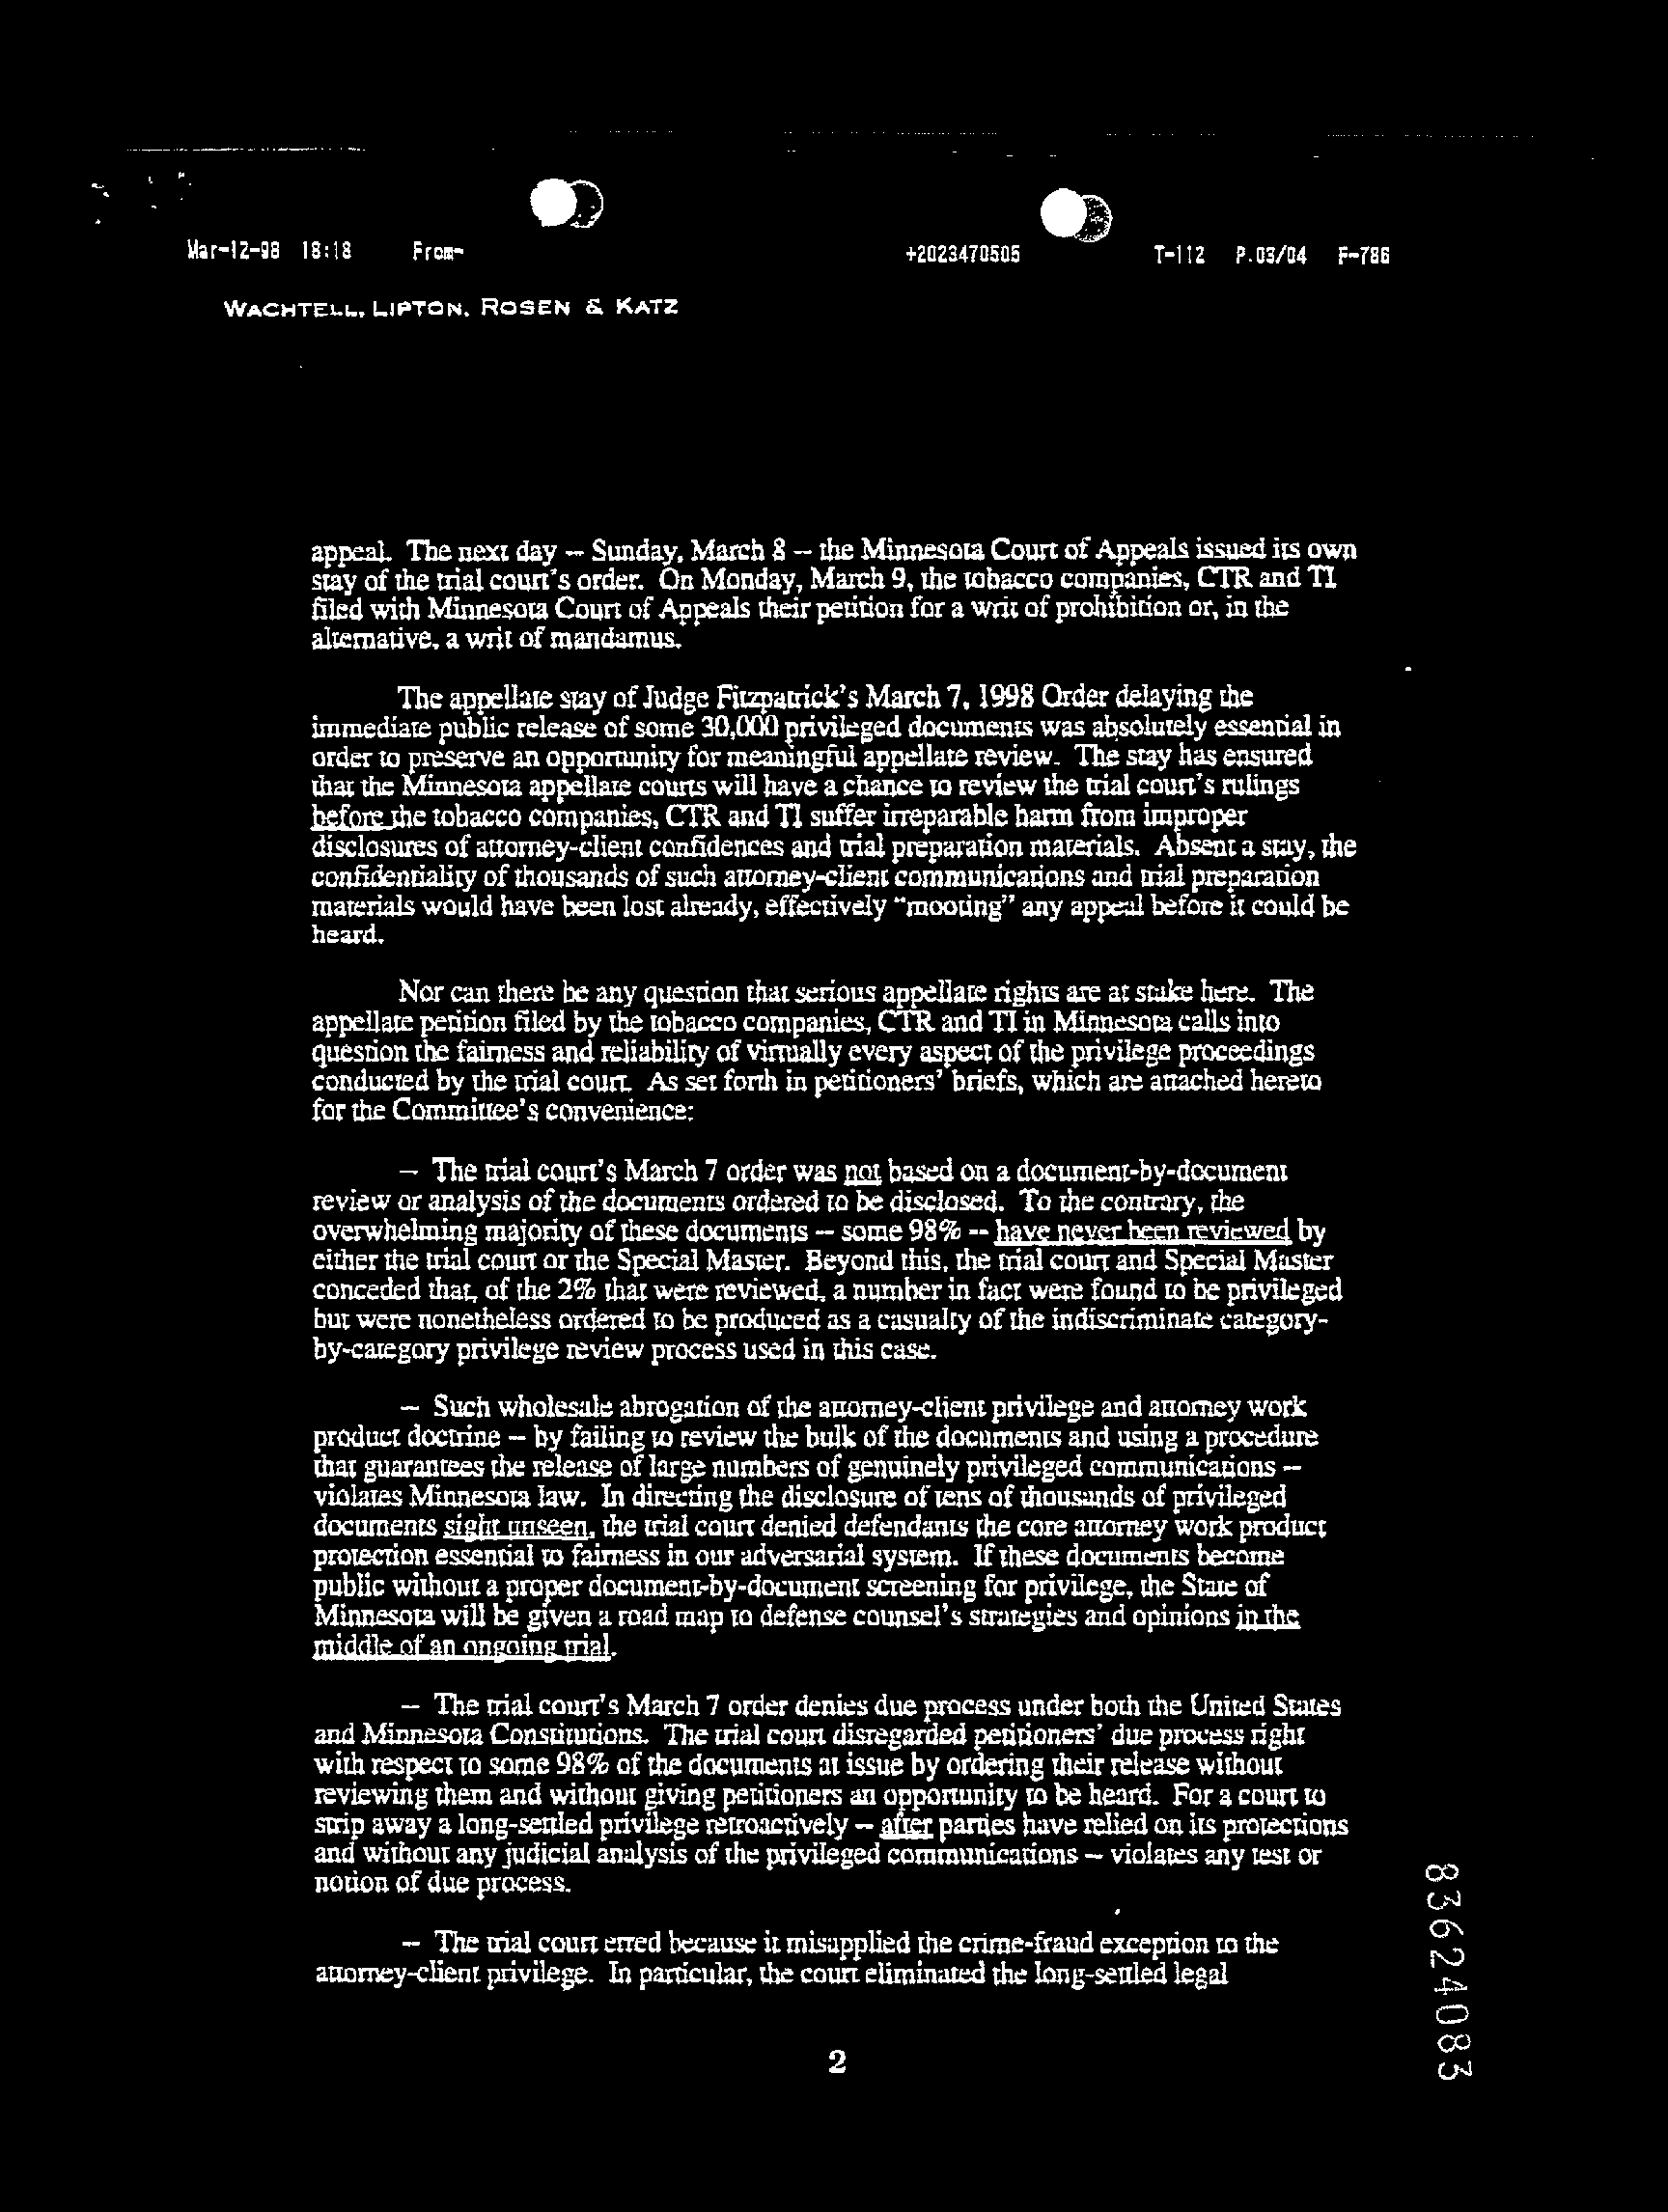 Mar-12-98 18:18 From- +2023470505 T-112 P.03/04 F-786
WACHTELL, LIPTON, ROSEN & KATZ
appeal. The next day -- Sunday, March 8 -- the Minnesota Court of Appeals issued its own
stay of the trial court's order. On Monday, March 9, the tobacco companies, CTR and TI
filed with Minnesota Court of Appeals their petition for a writ of prohibition or, in the
alternative, a writ of mandamus.
The appellate stay of Judge Fitzpatrick's March 7, 1998 Order delaying the
immediate public release of some 30,000 privileged documents was absolutely essential in
order to preserve an opportunity for meaningful appellate review. The stay has ensured
that the Minnesota appellate courts will have a chance to review the trial court's rulings
before the tobacco companies, CTR and TI suffer irreparable harm from improper
disclosures of attorney-client confidences and trial preparation materials. Absent a stay, the
confidentiality of thousands of such attorney-client communications and trial preparation
materials would have been lost already, effectively "mooting" any appeal before it could be
heard.
Nor can there be any question that serious appellate rights are at stake here. The
appellate petition filed by the tobacco companies, CTR and TI in Minnesota calls into
question the fairness and reliability of virtually every aspect of the privilege proceedings
conducted by the trial court. As set forth in petitioners' briefs, which are attached hereto
for the Committee's convenience:
-- The trial court's March 7 order was not based on a document-by-document
review or analysis of the documents ordered to be disclosed. To the contrary, the
overwhelming majority of these documents -- some 98% -- have never been reviewed by
either the trial court or the Special Master. Beyond this, the trial court and Special Master
conceded that, of the 2% that were reviewed, a number in fact were found to be privileged
but were nonetheless ordered to be produced as a casualty of the indiscriminate category-
by-category privilege review process used in this case.
-- Such wholesale abrogation of the attorney-client privilege and attorney work
product doctrine -- by failing to review the bulk of the documents and using a procedure
that guarantees the release of large numbers of genuinely privileged communications --
violates Minnesota law. In directing the disclosure of tens of thousands of privileged
documents sight unseen, the trial court denied defendants the core attorney work product
protection essential to fairness in our adversarial system. If these documents become
public without a proper document-by-document screening for privilege, the State of
Minnesota will be given a road map to defense counsel's strategies and opinions in the
middle of an ongoing trial.
-- The trial court's March 7 order denies due process under both the United States
and Minnesota Constitutions. The trial court disregarded petitioners' due process right
with respect to some 98% of the documents at issue by ordering their release without
reviewing them and without giving petitioners an opportunity to be heard. For a court to
strip away a long-settled privilege retroactively -- after parties have relied on its protections
and without any judicial analysis of the privileged communications -- violates any test or
notion of due process.
-- The trial court erred because it misapplied the crime-fraud exception to the
attorney-client privilege. In particular, the court eliminated the long-settled legal
2
83624083